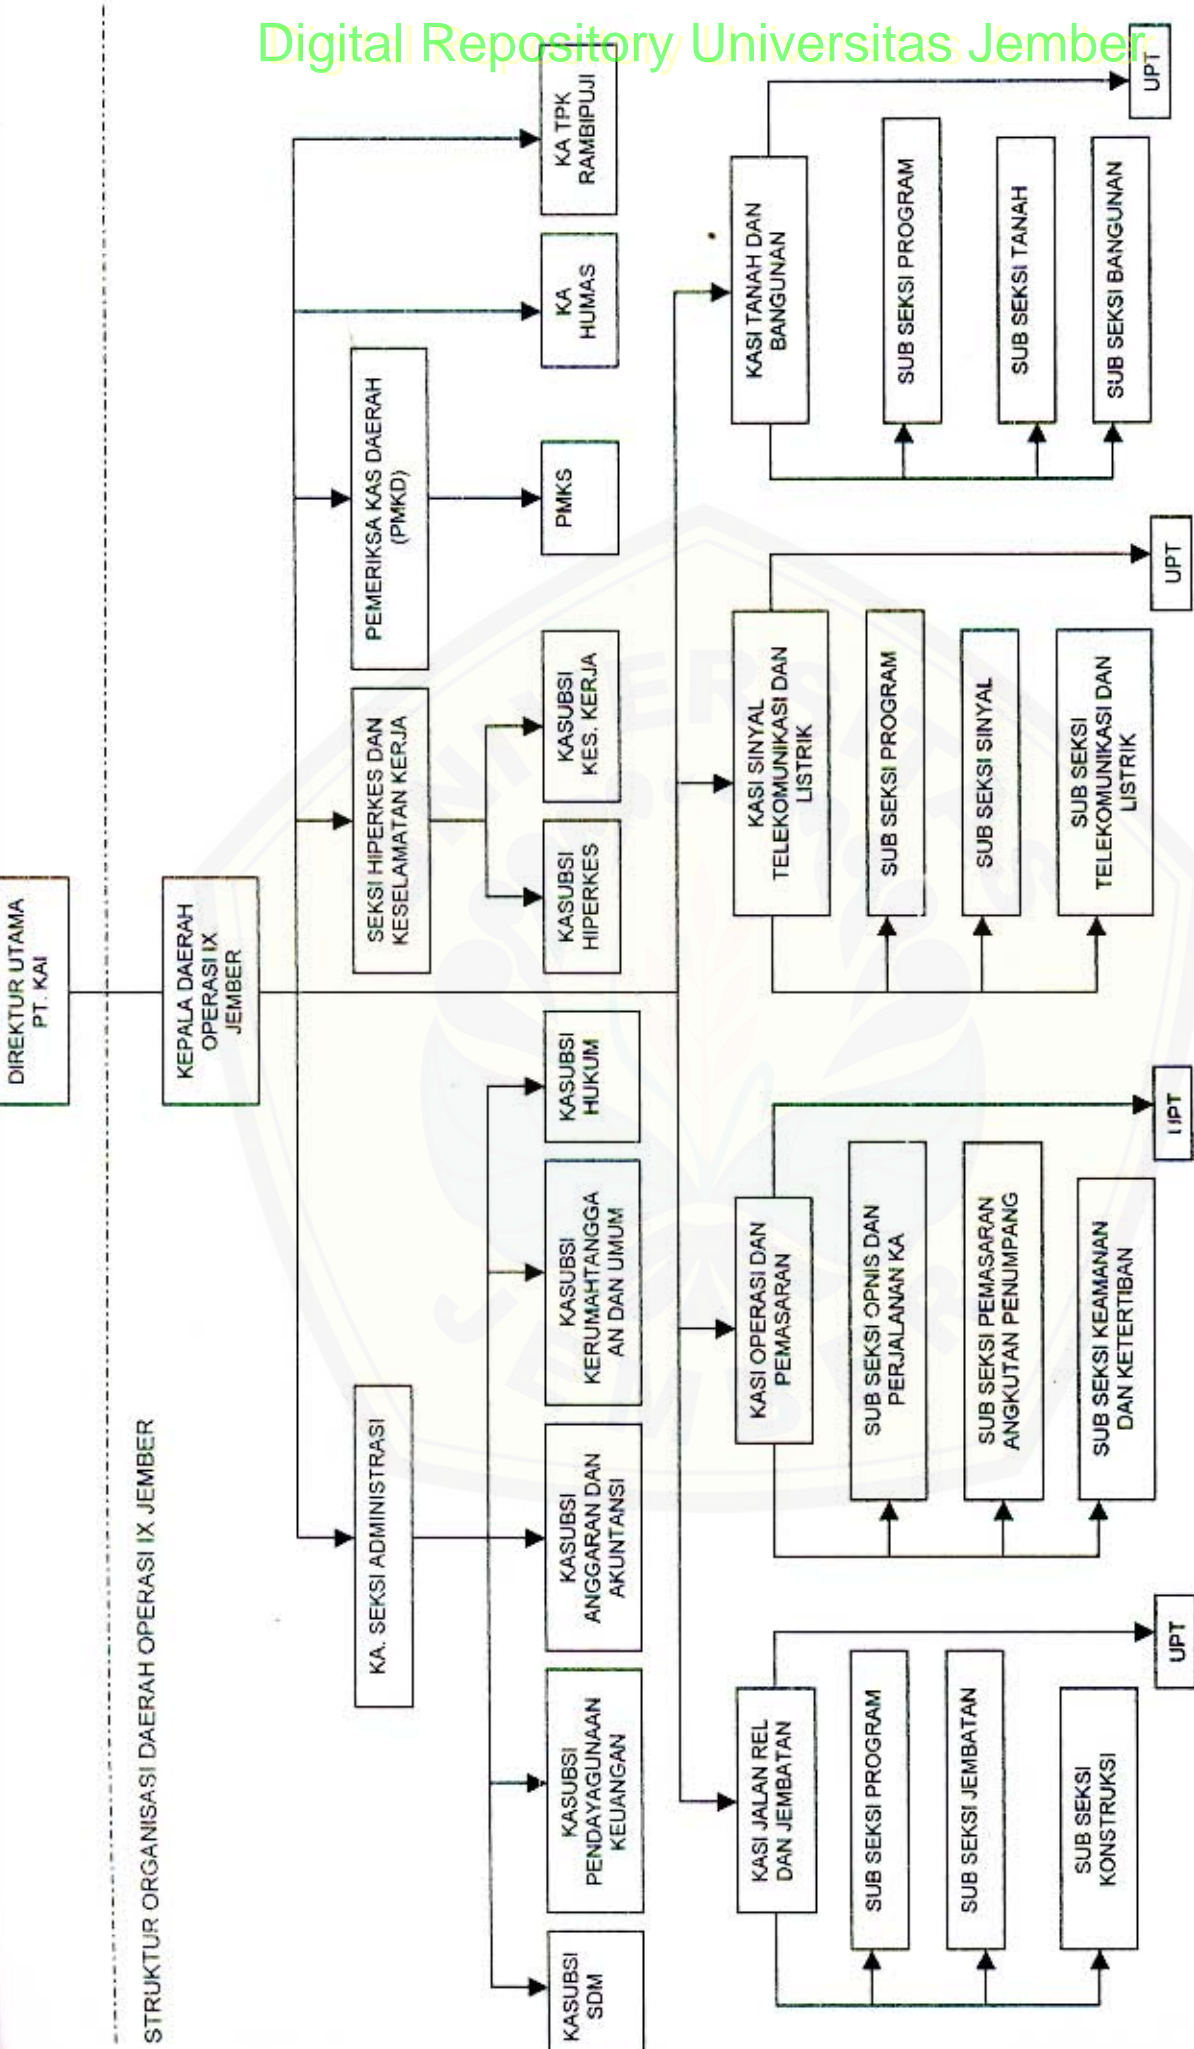 Digital Repository Universitas Jember
DIREKTUR UTAMA
PT. KAI
STRUKTUR ORGANISASI DAERAH OPERASI IX JEMBER
KEPALA DAERAH
OPERASI IX
JEMBER
KA. SEKSI ADMINISTRASI
SEKSI HIPERKES DAN
KESELAMATAN KERJA
PEMERIKSA KAS DAERAH
(PMKD)
KASUBSI
SDM
KASUBSI
PENDAYAGUNAAN
KEUANGAN
KASUBSI
ANGGARAN DAN
AKUNTANSI
KASUBSI
KERUMAHTANGGA
AN DAN UMUM
KASUBSI
HUKUM
KASUBSI
HIPERKES
KASUBSI
KES. KERJA
PMKS
KA
HUMAS
KA TPK
RAMBIPUJI
KASI JALAN REL
DAN JEMBATAN
SUB SEKSI PROGRAM
SUB SEKSI JEMBATAN
SUB SEKSI
KONSTRUKSI
UPT
KASI OPERASI DAN
PEMASARAN
SUB SEKSI OPNIS DAN
PERJALANAN KA
SUB SEKSI PEMASARAN
ANGKUTAN PENUMPANG
SUB SEKSI KEAMANAN
DAN KETERTIBAN
UPT
KASI SINYAL
TELEKOMUNIKASI DAN
LISTRIK
SUB SEKSI PROGRAM
SUB SEKSI SINYAL
SUB SEKSI
TELEKOMUNIKASI DAN
LISTRIK
UPT
KASI TANAH DAN
BANGUNAN
SUB SEKSI PROGRAM
SUB SEKSI TANAH
SUB SEKSI BANGUNAN
UPT
UNIVERSITAS
JEMBER